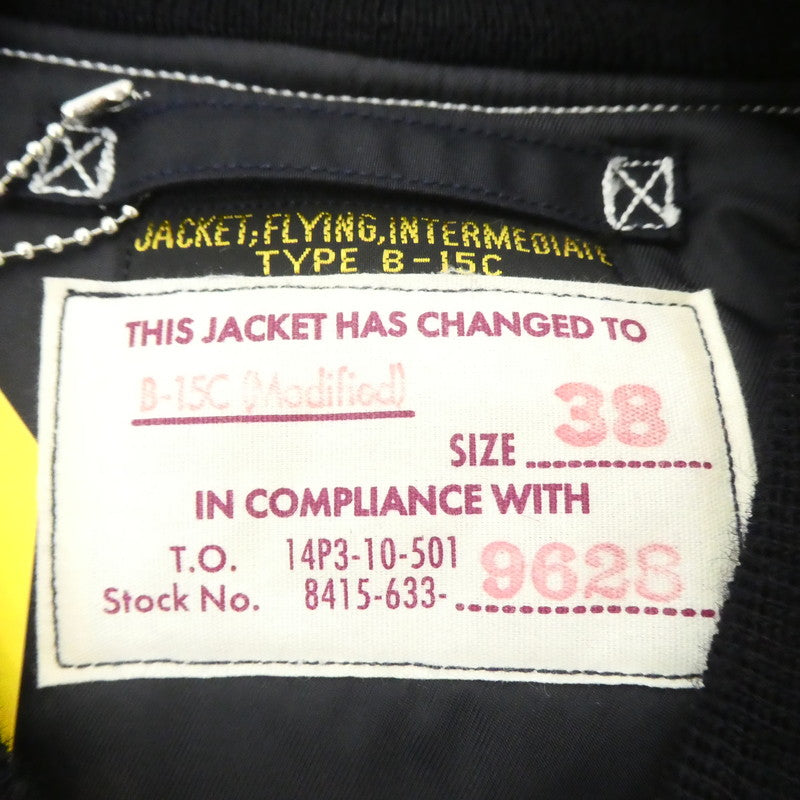 JACKET; FLYING, INTERMEDIATE
TYPE B-15C
THIS JACKET HAS CHANGED TO
B-15C (Modified)
SIZE 38
IN COMPLIANCE WITH
T.O. 14P3-10-501
Stock No. 8415-633-9628